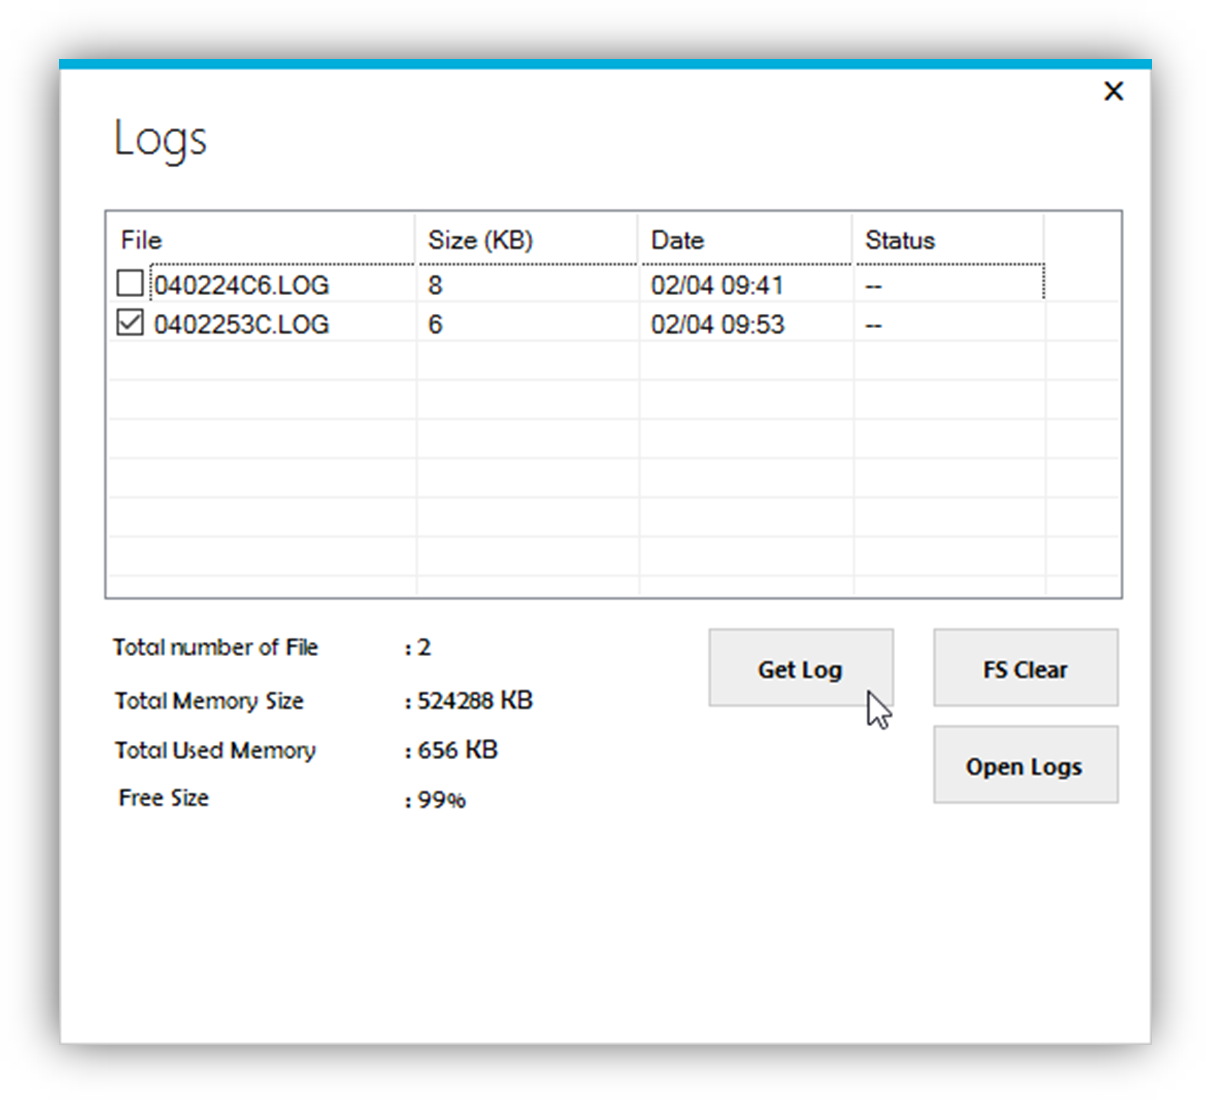 Logs
File Size (KB) Date Status
040224C6.LOG 8 02/04 09:41 --
0402253C.LOG 6 02/04 09:53 --
Total number of File : 2
Total Memory Size : 524288 KB
Total Used Memory : 656 KB
Free Size : 99%
Get Log FS Clear
Open Logs